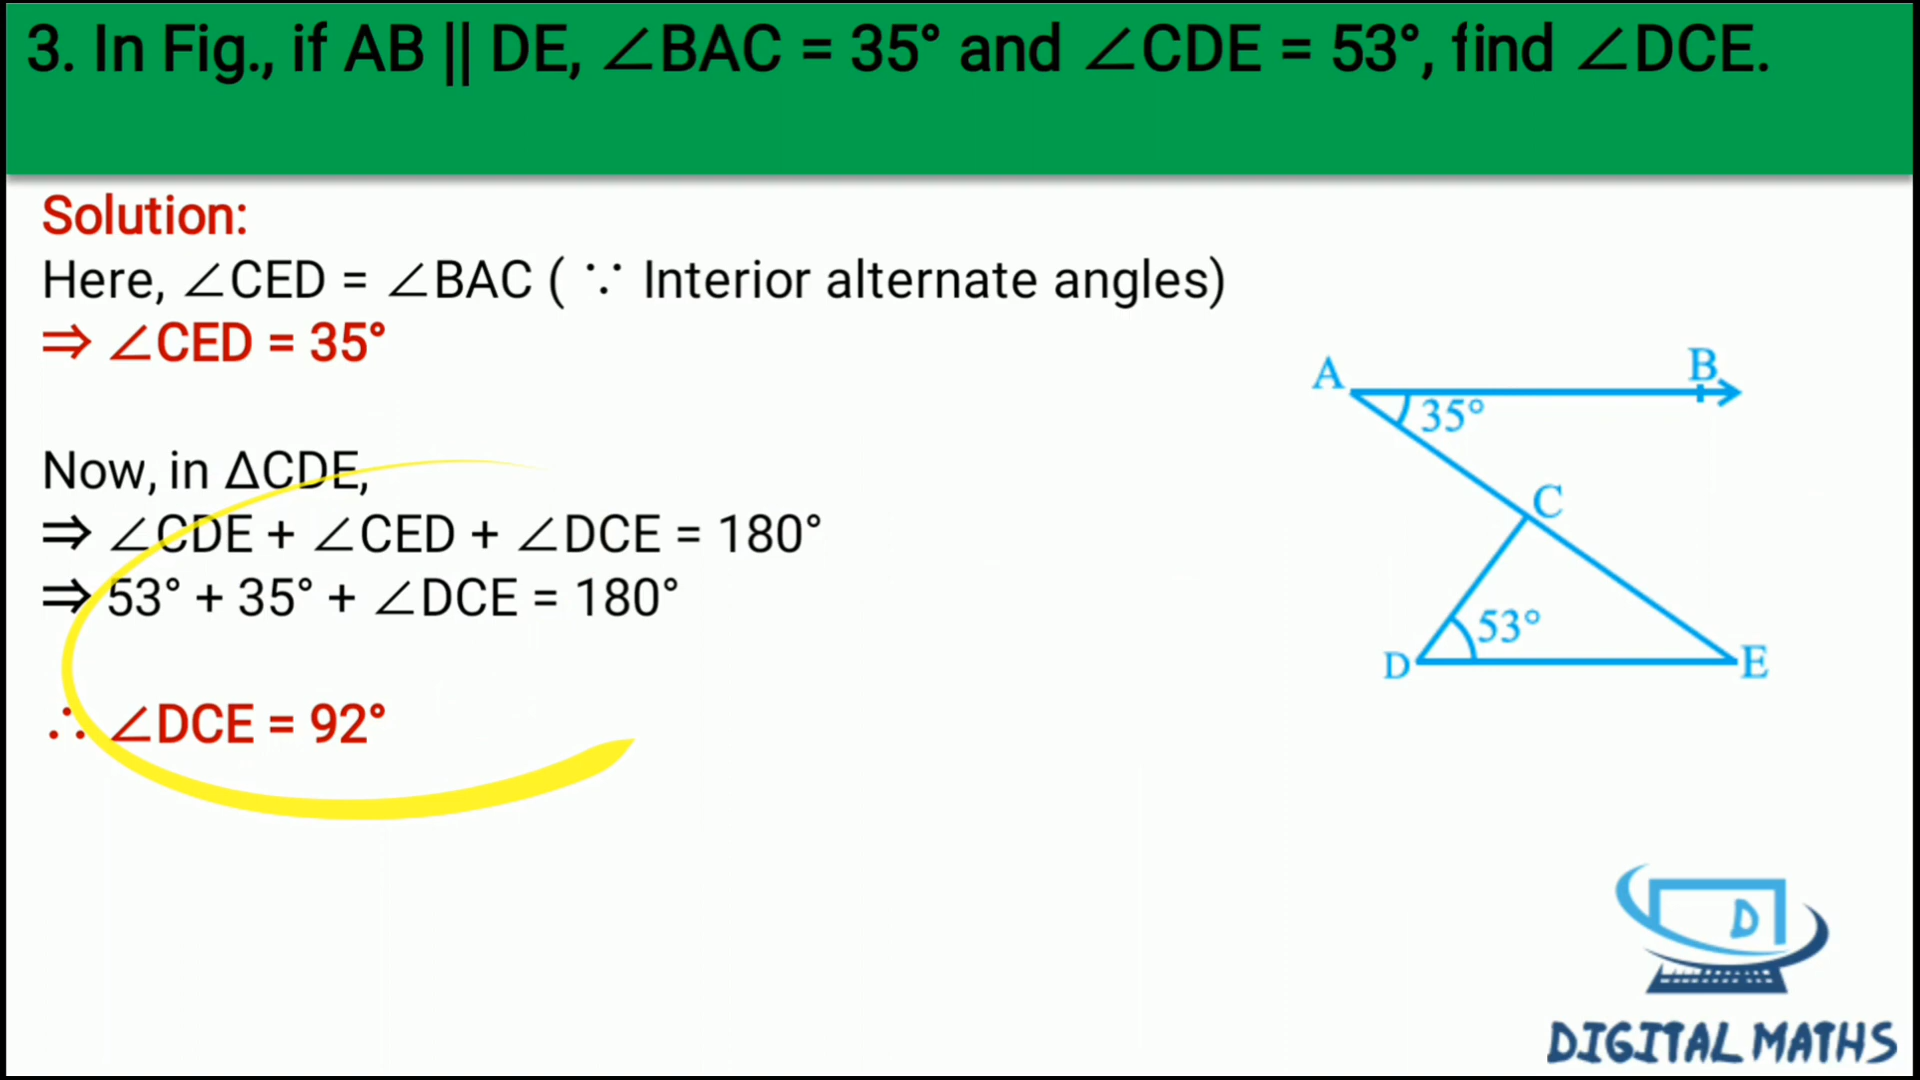 3. In Fig., if AB || DE, ∠BAC = 35° and ∠CDE = 53°, find ∠DCE.
Solution:
Here, ∠CED = ∠BAC ( ∵ Interior alternate angles)
⇒ ∠CED = 35°
Now, in ΔCDE,
⇒ ∠CDE + ∠CED + ∠DCE = 180°
⇒ 53° + 35° + ∠DCE = 180°
∴ ∠DCE = 92°
A
B
35°
C
53°
D
E
D
DIGITAL MATHS